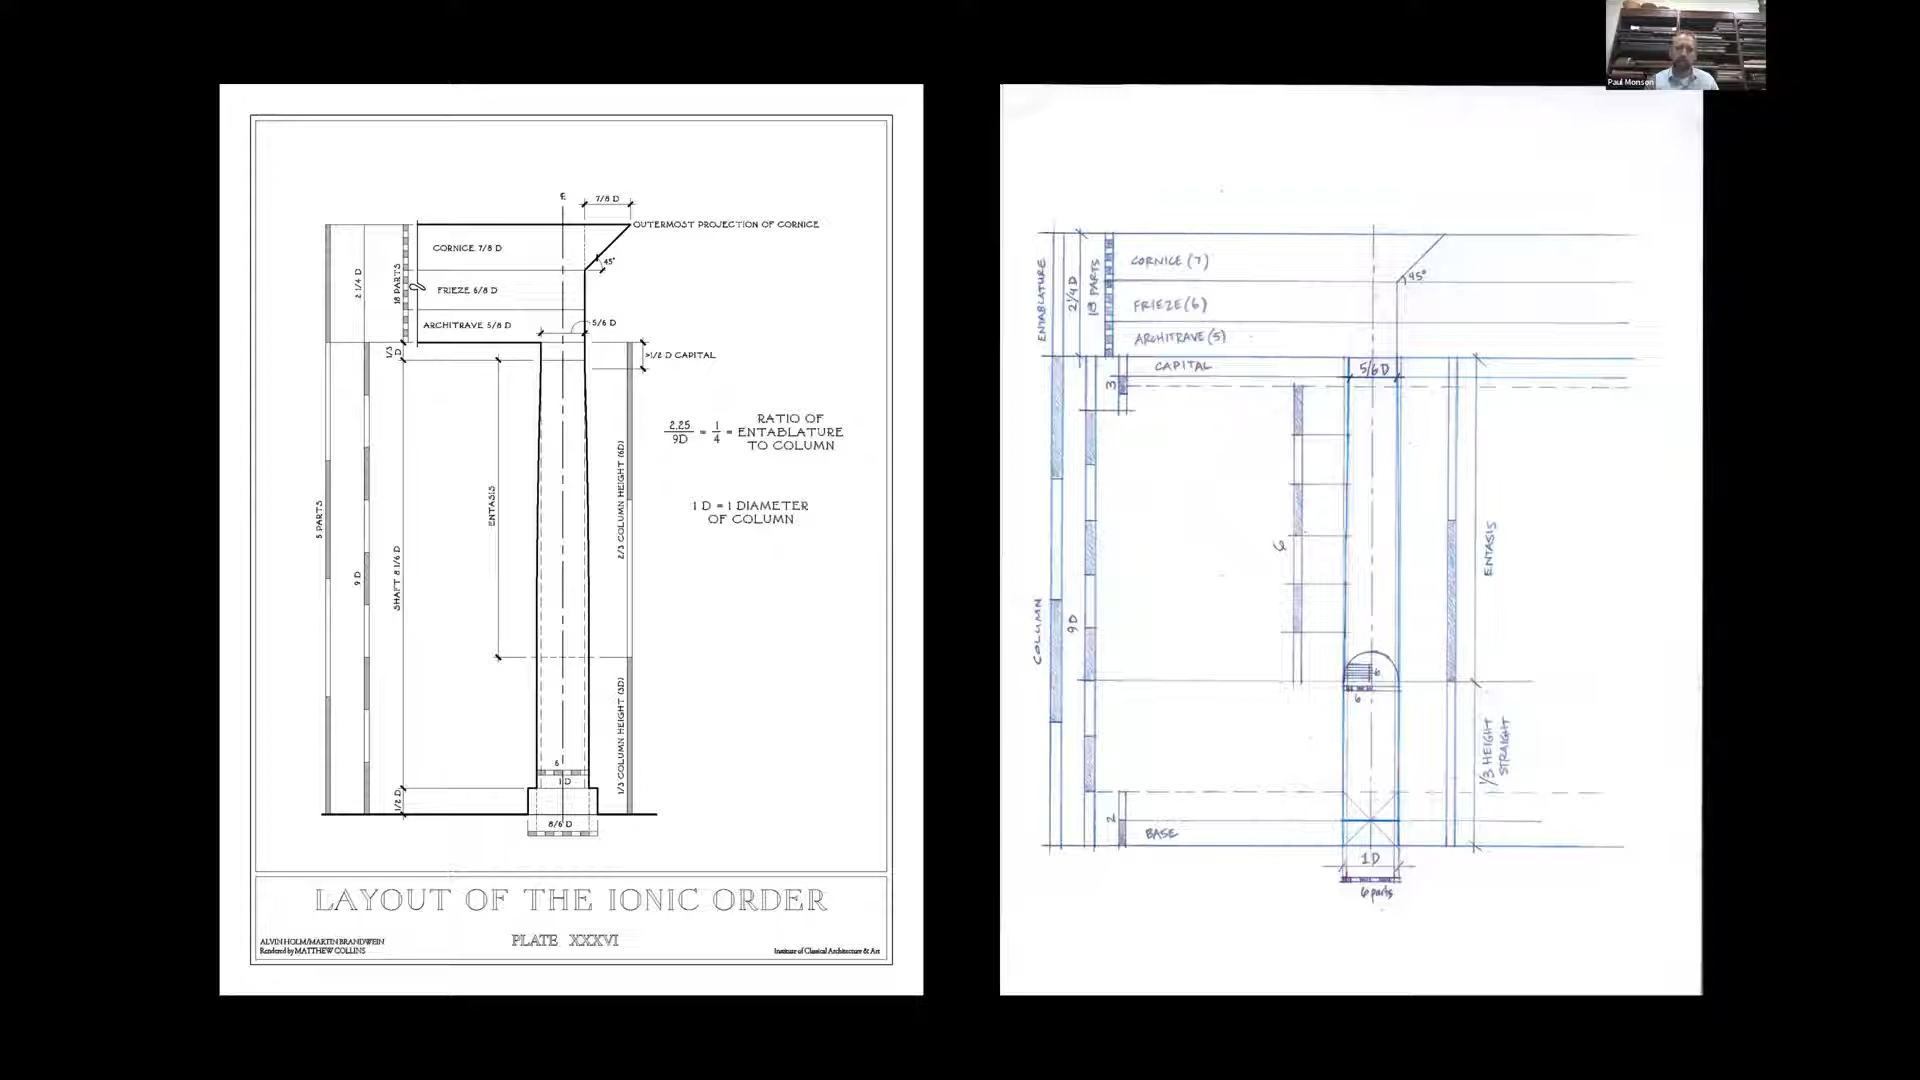 Paul Monson
7/8 D
OUTERMOST PROJECTION OF CORNICE
CORNICE 7/8 D
45°
2 1/4 D
18 PARTS
FRIEZE 6/8 D
ARCHITRAVE 5/8 D
5/6 D
1/3 D
>1/2 D CAPITAL
2.25
9D
=
1
4
=
RATIO OF
ENTABLATURE
TO COLUMN
1 D = 1 DIAMETER
OF COLUMN
5 PARTS
9 D
SHAFT 8 1/6 D
ENTASIS
2/3 COLUMN HEIGHT (6D)
1/3 COLUMN HEIGHT (3D)
6
1 D
1/2 D
8/6 D
LAYOUT OF THE IONIC ORDER
PLATE XXXVI
ALVIN HOLM/MARTIN BRANDWEIN
Rendered by MATTHEW COLLINS
Institute of Classical Architecture & Art
ENTABLATURE
2 1/4 D
18 PARTS
CORNICE (7)
45°
FRIEZE (6)
ARCHITRAVE (5)
CAPITAL
5/6 D
3
6
ENTASIS
COLUMN
9D
6
6
1/3 HEIGHT
STRAIGHT
2
BASE
1D
6 parts